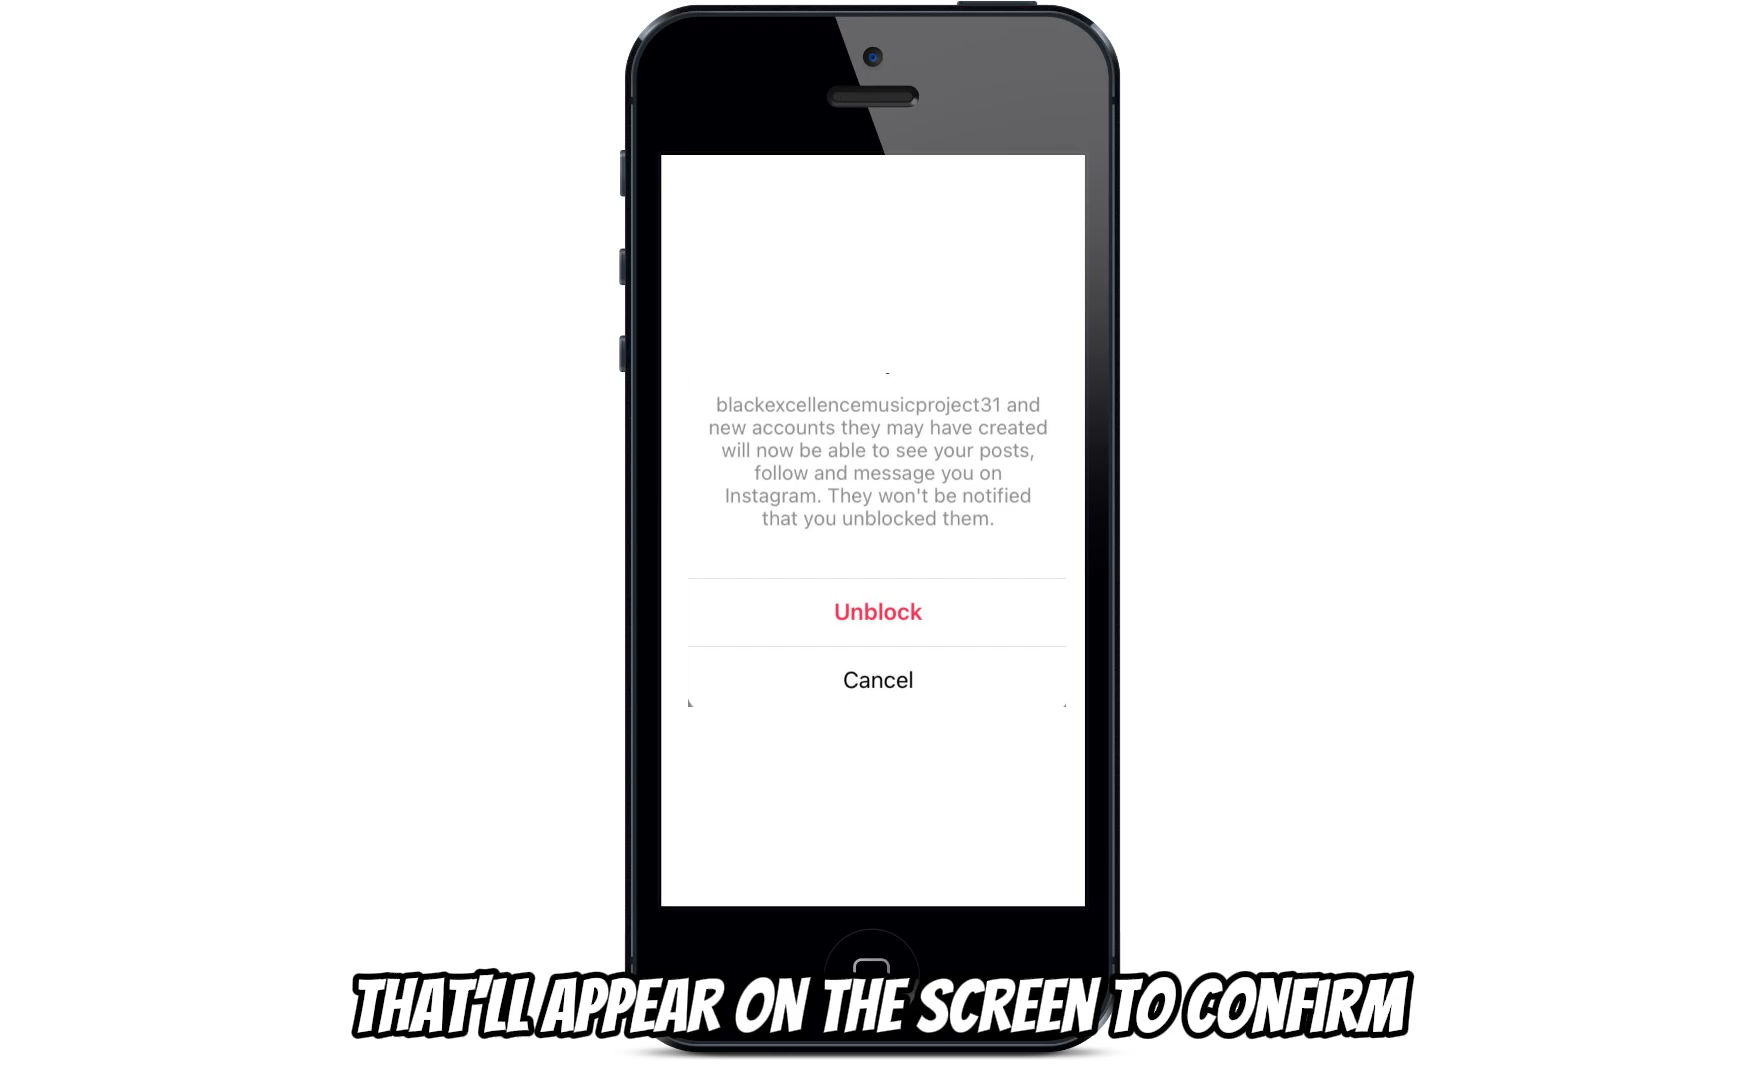 blackexcellencemusicproject31 and
new accounts they may have created
will now be able to see your posts,
follow and message you on
Instagram. They won't be notified
that you unblocked them.
Unblock
Cancel
THAT'LL APPEAR ON THE SCREEN TO CONFIRM